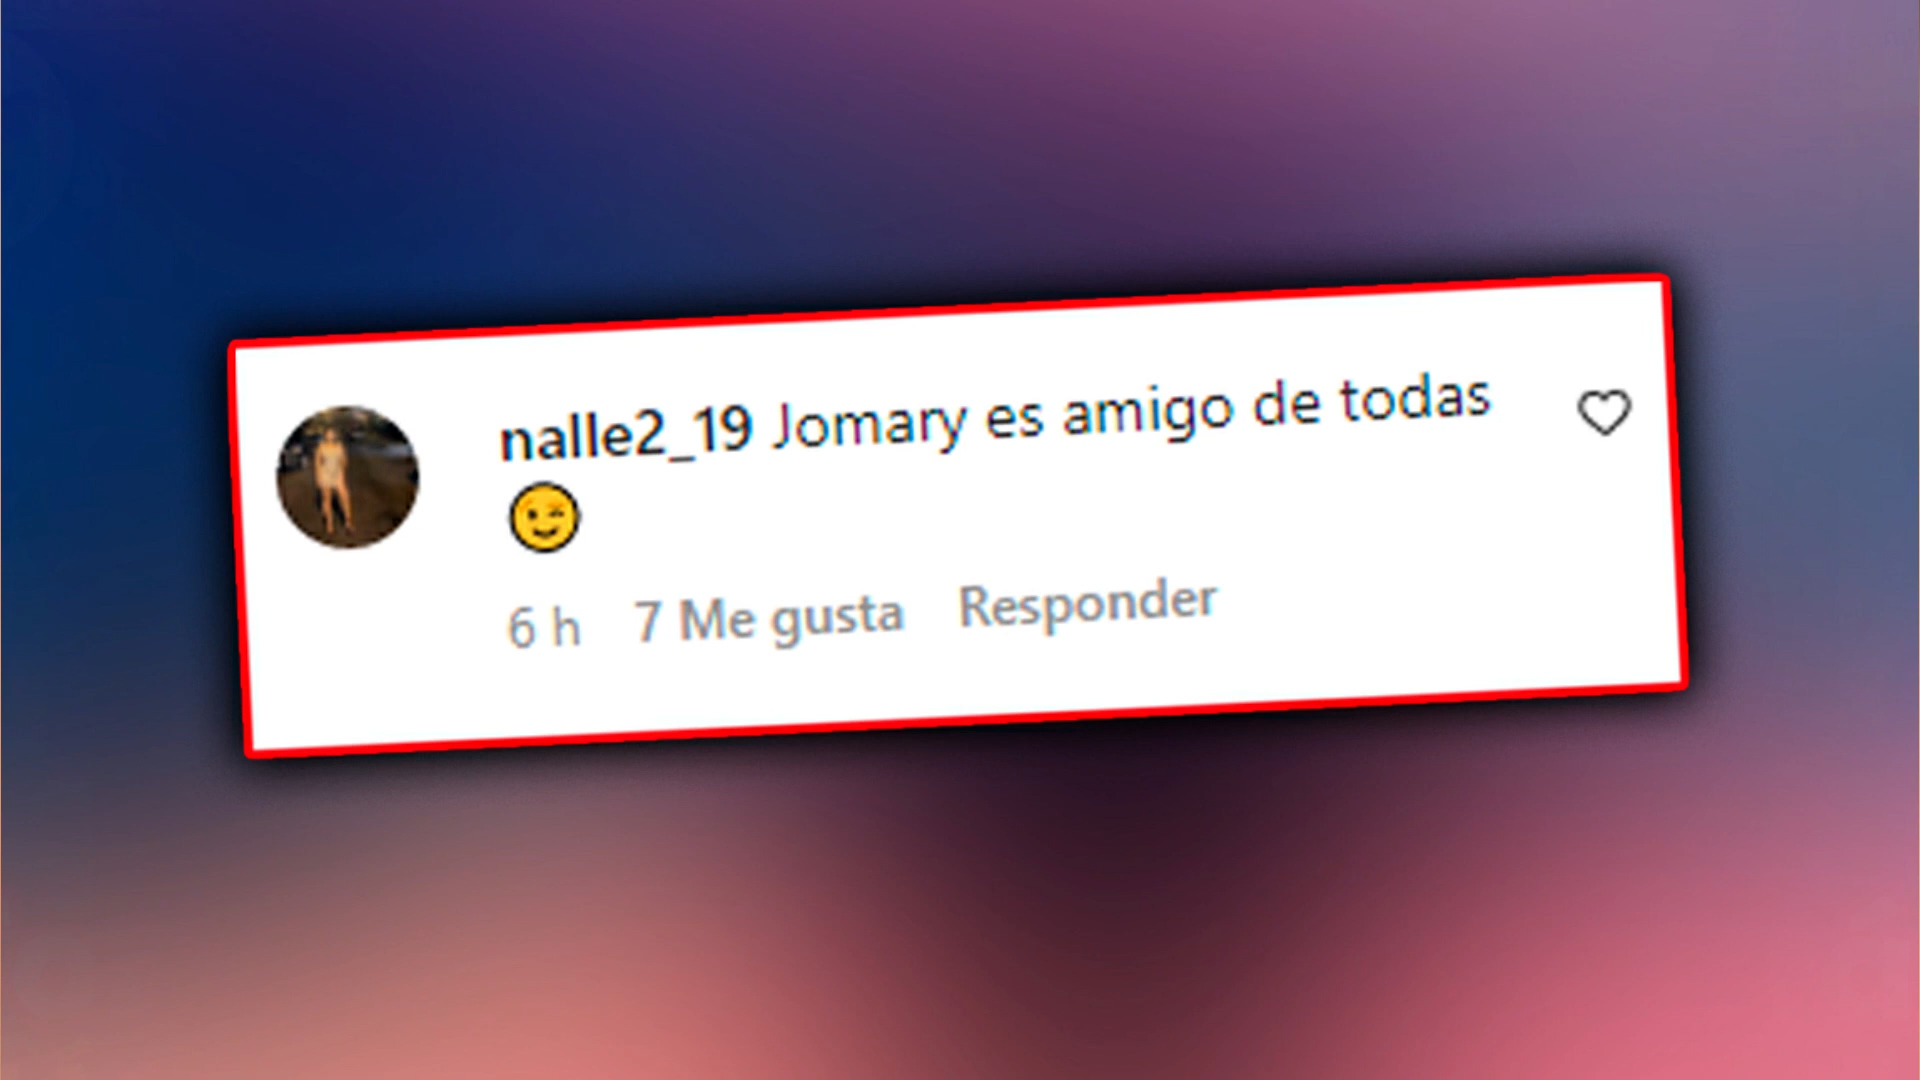 nalle2_19 Jomary es amigo de todas
😉
6 h 7 Me gusta Responder